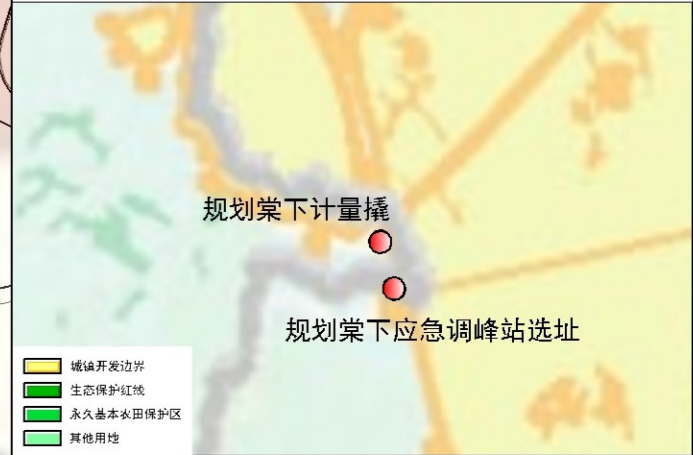 规划棠下计量撬
规划棠下应急调峰站选址
城镇开发边界
生态保护红线
永久基本农田保护区
其他用地